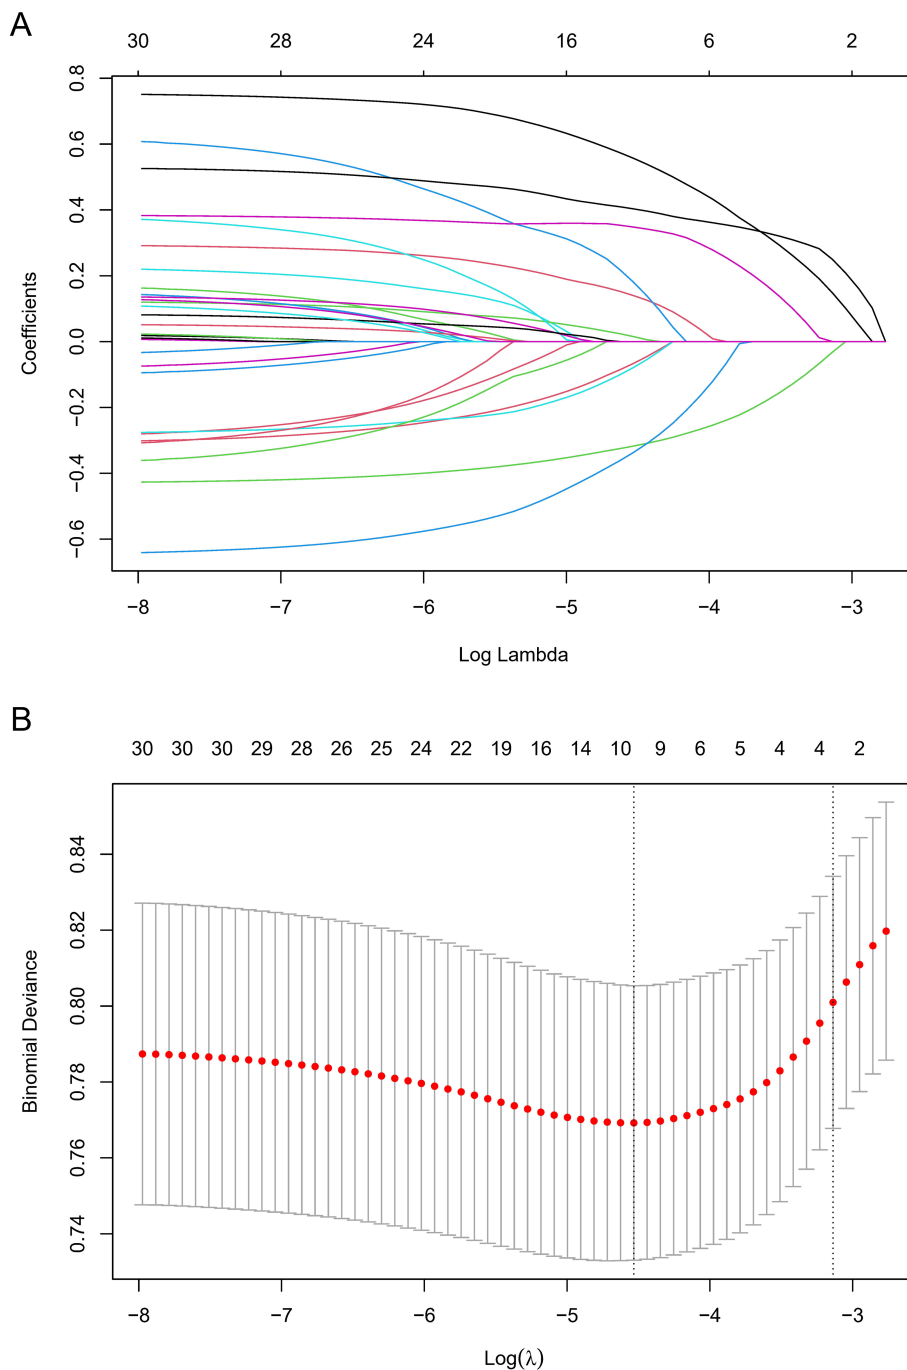 A
30 28 24 16 6 2
0.8
0.6
0.4
0.2
0.0
−0.2
−0.4
−0.6
Coefficients
−8 −7 −6 −5 −4 −3
Log Lambda
B
30 30 30 29 28 26 25 24 22 19 16 14 10 9 6 5 4 4 2
0.84
0.82
0.80
0.78
0.76
0.74
Binomial Deviance
−8 −7 −6 −5 −4 −3
Log(λ)